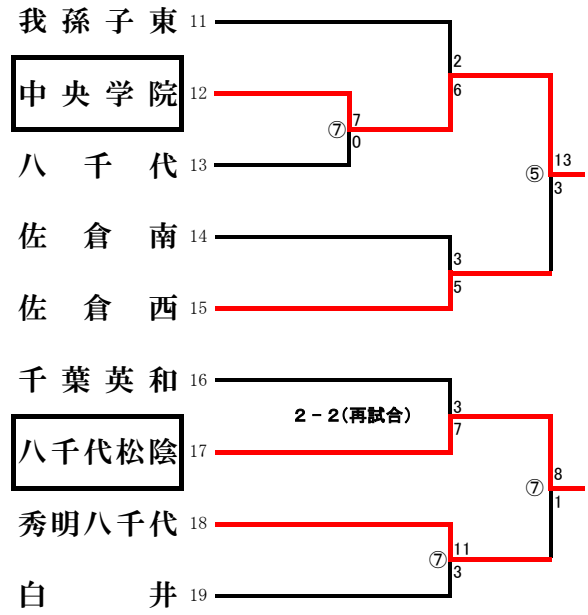 我孫子東 11
2
6
中央学院 12
7
⑦
0
13
⑤
3
八千代 13
佐倉南 14
3
5
佐倉西 15
千葉英和 16
2－2(再試合)
3
7
八千代松陰 17
8
⑦
1
秀明八千代 18
11
⑦
3
白井 19